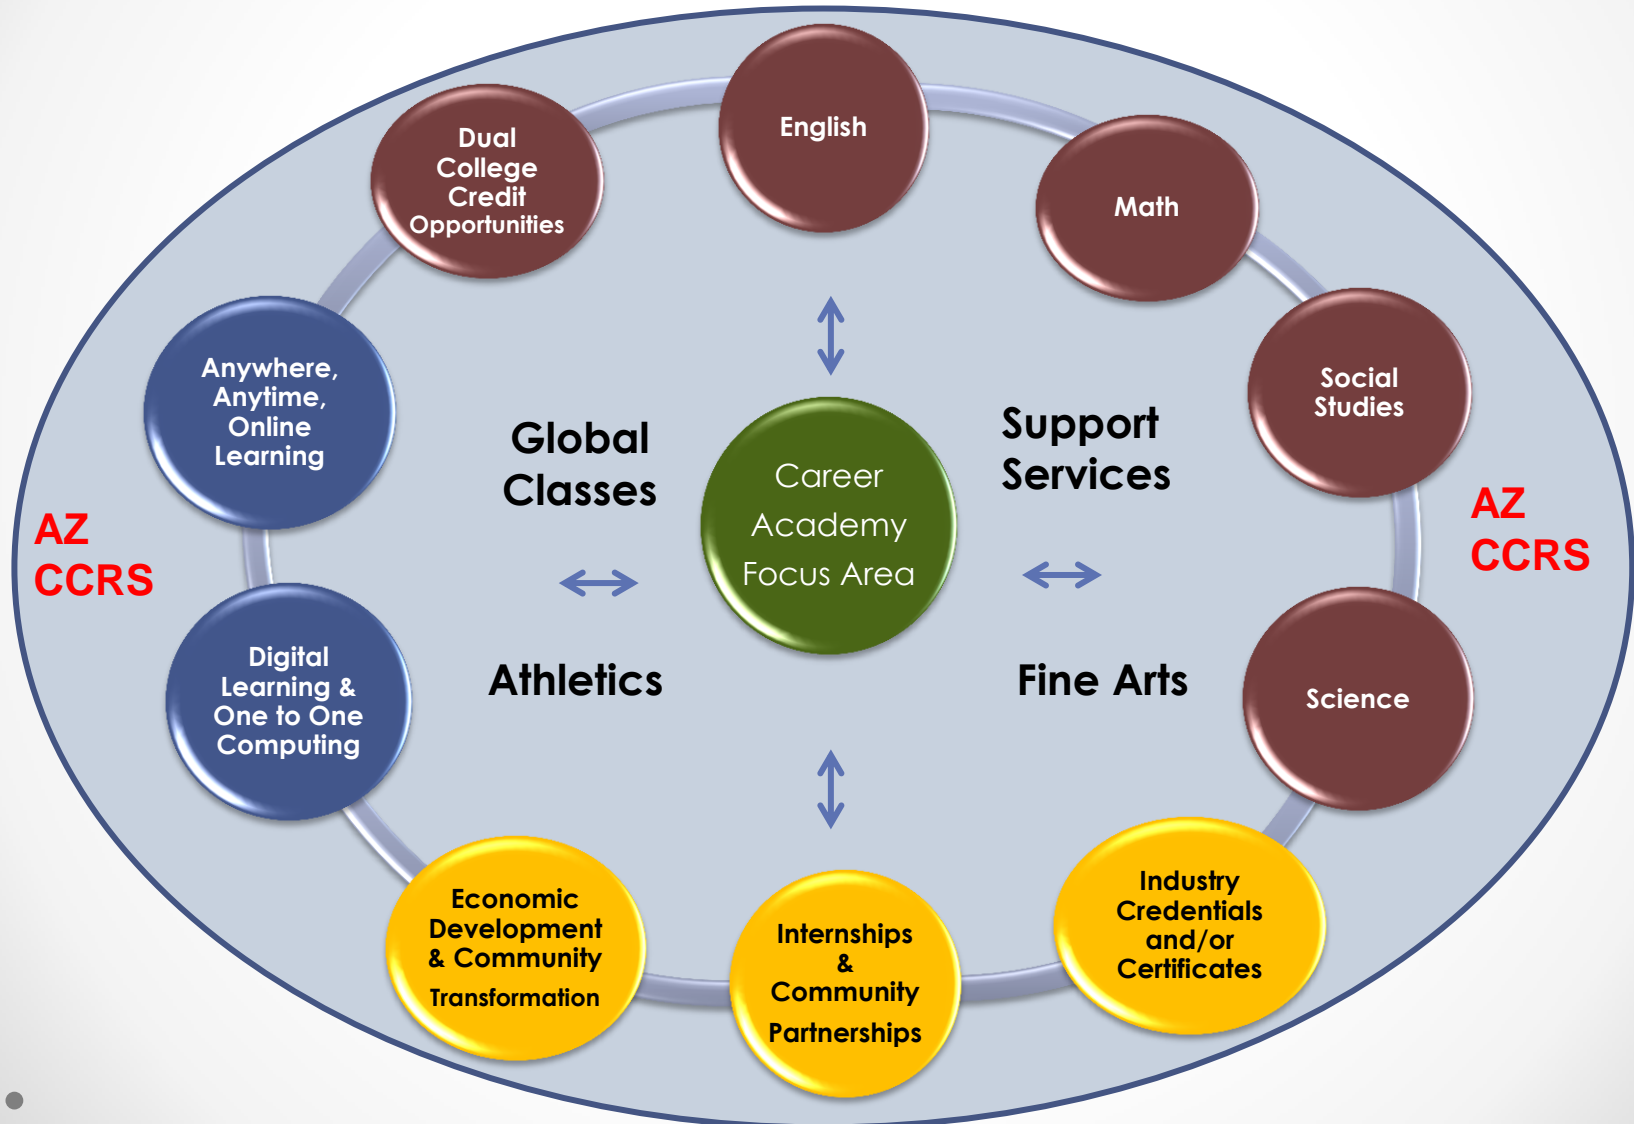 English
Dual
College
Credit
Opportunities
Math
Social
Studies
Anywhere,
Anytime,
Online
Learning
Global
Classes
Support
Services
Career
Academy
Focus Area
AZ
CCRS
AZ
CCRS
Digital
Learning &
One to One
Computing
Athletics
Fine Arts
Science
Economic
Development
& Community
Transformation
Internships
&
Community
Partnerships
Industry
Credentials
and/or
Certificates